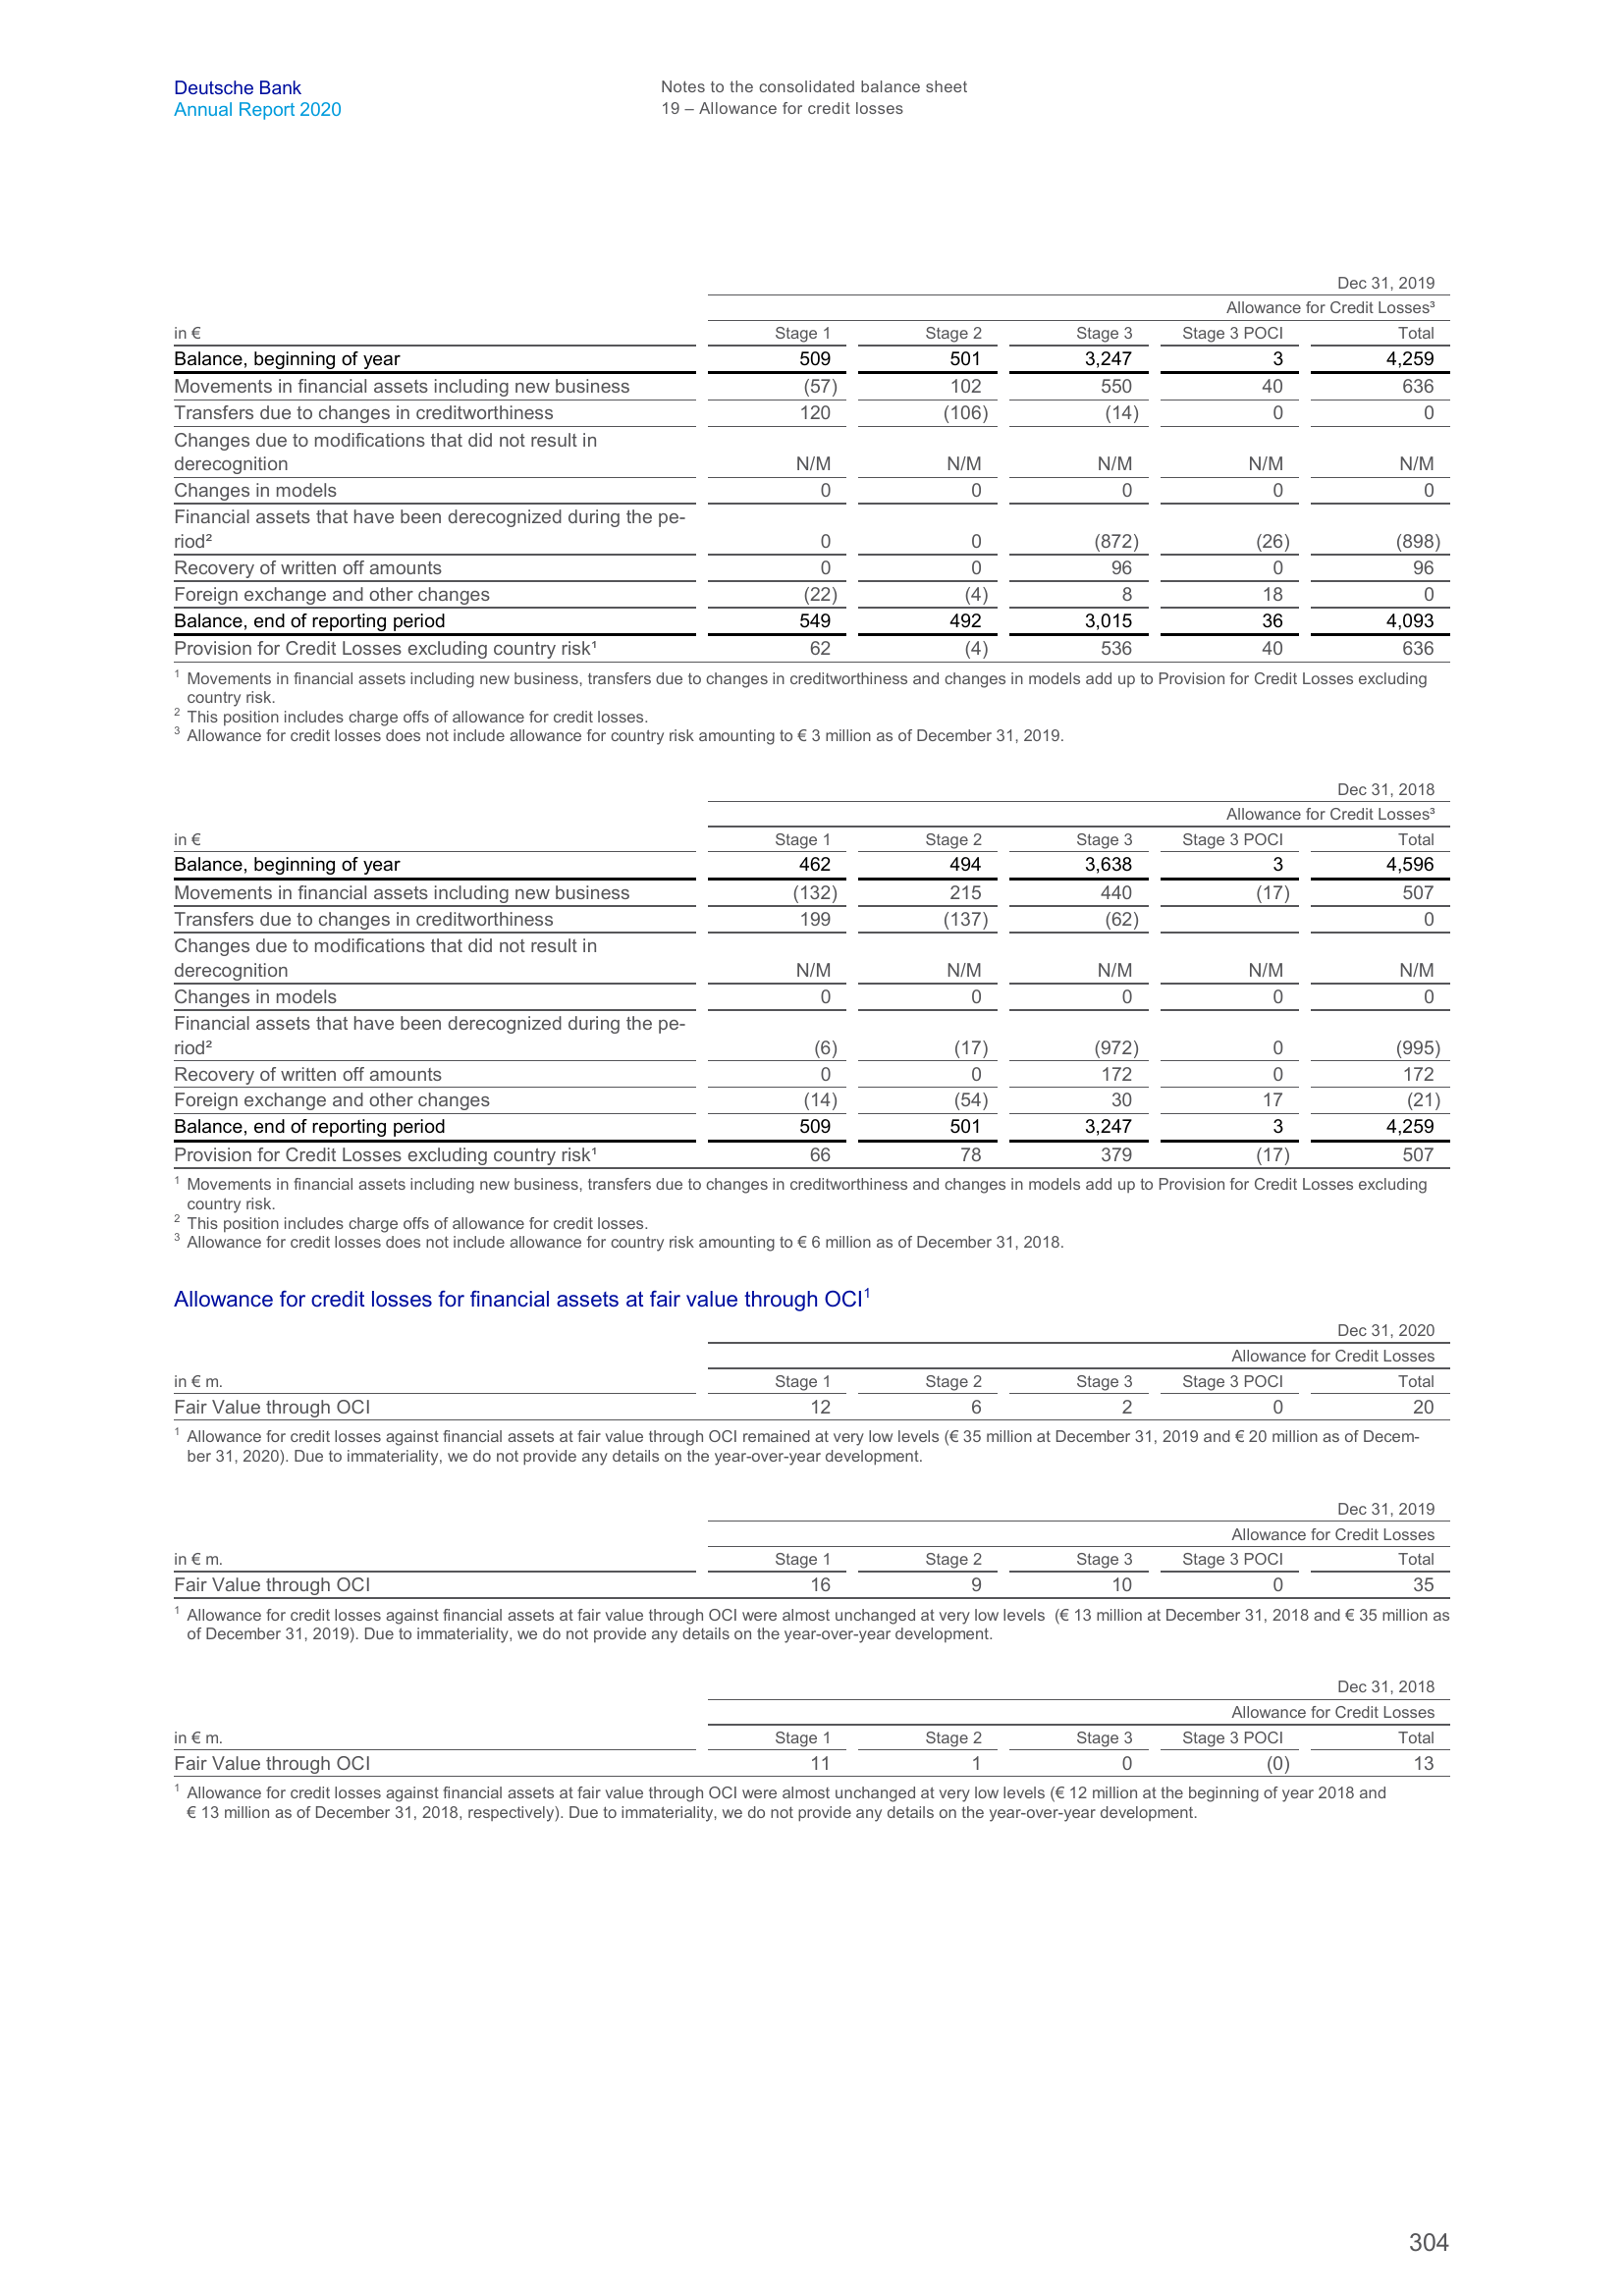 Deutsche Bank
Annual Report 2020
Notes to the consolidated balance sheet
19 – Allowance for credit losses
Dec 31, 2019
Allowance for Credit Losses³
in € Stage 1 Stage 2 Stage 3 Stage 3 POCI Total
Balance, beginning of year 509 501 3,247 3 4,259
Movements in financial assets including new business (57) 102 550 40 636
Transfers due to changes in creditworthiness 120 (106) (14) 0 0
Changes due to modifications that did not result in
derecognition N/M N/M N/M N/M N/M
Changes in models 0 0 0 0 0
Financial assets that have been derecognized during the pe-
riod² 0 0 (872) (26) (898)
Recovery of written off amounts 0 0 96 0 96
Foreign exchange and other changes (22) (4) 8 18 0
Balance, end of reporting period 549 492 3,015 36 4,093
Provision for Credit Losses excluding country risk¹ 62 (4) 536 40 636
1 Movements in financial assets including new business, transfers due to changes in creditworthiness and changes in models add up to Provision for Credit Losses excluding
country risk.
2 This position includes charge offs of allowance for credit losses.
3 Allowance for credit losses does not include allowance for country risk amounting to € 3 million as of December 31, 2019.
Dec 31, 2018
Allowance for Credit Losses³
in € Stage 1 Stage 2 Stage 3 Stage 3 POCI Total
Balance, beginning of year 462 494 3,638 3 4,596
Movements in financial assets including new business (132) 215 440 (17) 507
Transfers due to changes in creditworthiness 199 (137) (62) 0
Changes due to modifications that did not result in
derecognition N/M N/M N/M N/M N/M
Changes in models 0 0 0 0 0
Financial assets that have been derecognized during the pe-
riod² (6) (17) (972) 0 (995)
Recovery of written off amounts 0 0 172 0 172
Foreign exchange and other changes (14) (54) 30 17 (21)
Balance, end of reporting period 509 501 3,247 3 4,259
Provision for Credit Losses excluding country risk¹ 66 78 379 (17) 507
1 Movements in financial assets including new business, transfers due to changes in creditworthiness and changes in models add up to Provision for Credit Losses excluding
country risk.
2 This position includes charge offs of allowance for credit losses.
3 Allowance for credit losses does not include allowance for country risk amounting to € 6 million as of December 31, 2018.
Allowance for credit losses for financial assets at fair value through OCI1
Dec 31, 2020
Allowance for Credit Losses
in € m. Stage 1 Stage 2 Stage 3 Stage 3 POCI Total
Fair Value through OCI 12 6 2 0 20
1 Allowance for credit losses against financial assets at fair value through OCI remained at very low levels (€ 35 million at December 31, 2019 and € 20 million as of Decem-
ber 31, 2020). Due to immateriality, we do not provide any details on the year-over-year development.
Dec 31, 2019
Allowance for Credit Losses
in € m. Stage 1 Stage 2 Stage 3 Stage 3 POCI Total
Fair Value through OCI 16 9 10 0 35
1 Allowance for credit losses against financial assets at fair value through OCI were almost unchanged at very low levels (€ 13 million at December 31, 2018 and € 35 million as
of December 31, 2019). Due to immateriality, we do not provide any details on the year-over-year development.
Dec 31, 2018
Allowance for Credit Losses
in € m. Stage 1 Stage 2 Stage 3 Stage 3 POCI Total
Fair Value through OCI 11 1 0 (0) 13
1 Allowance for credit losses against financial assets at fair value through OCI were almost unchanged at very low levels (€ 12 million at the beginning of year 2018 and
€ 13 million as of December 31, 2018, respectively). Due to immateriality, we do not provide any details on the year-over-year development.
304